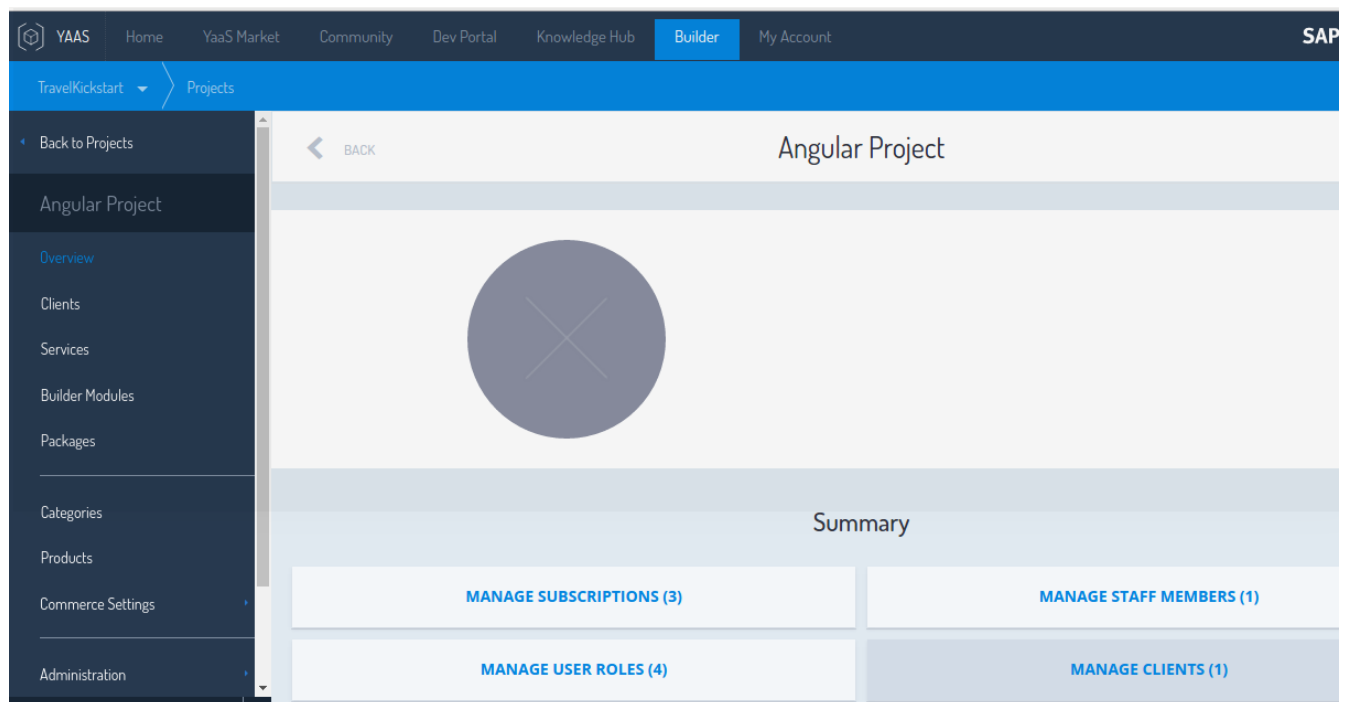 YAAS Home YaaS Market Community Dev Portal Knowledge Hub Builder My Account SAP
TravelKickstart Projects
Back to Projects
BACK
Angular Project
Angular Project
Overview
Clients
Services
Builder Modules
Packages
Categories
Products
Commerce Settings
Administration
Summary
MANAGE SUBSCRIPTIONS (3)
MANAGE STAFF MEMBERS (1)
MANAGE USER ROLES (4)
MANAGE CLIENTS (1)